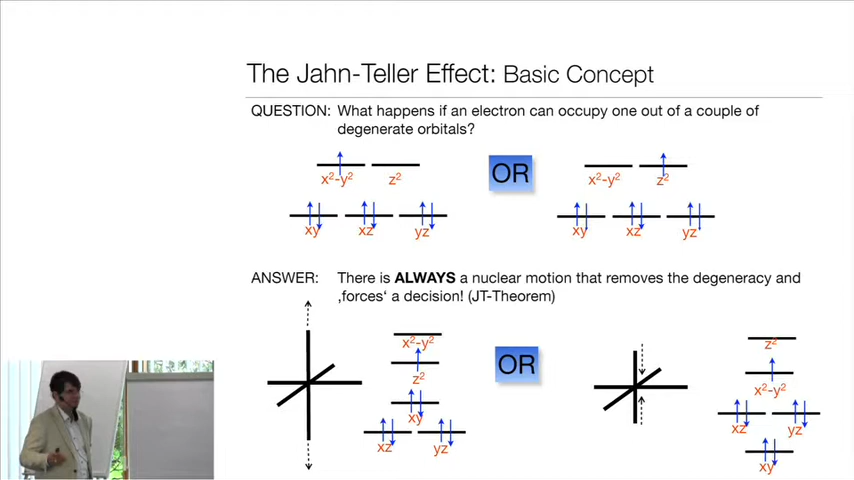 The Jahn-Teller Effect: Basic Concept
QUESTION: What happens if an electron can occupy one out of a couple of
degenerate orbitals?
x²-y² z² OR x²-y² z²
xy xz yz xy xz yz
ANSWER: There is ALWAYS a nuclear motion that removes the degeneracy and
‚forces‘ a decision! (JT-Theorem)
x²-y²
z²
xy
xz yz
OR
z²
x²-y²
xz yz
xy